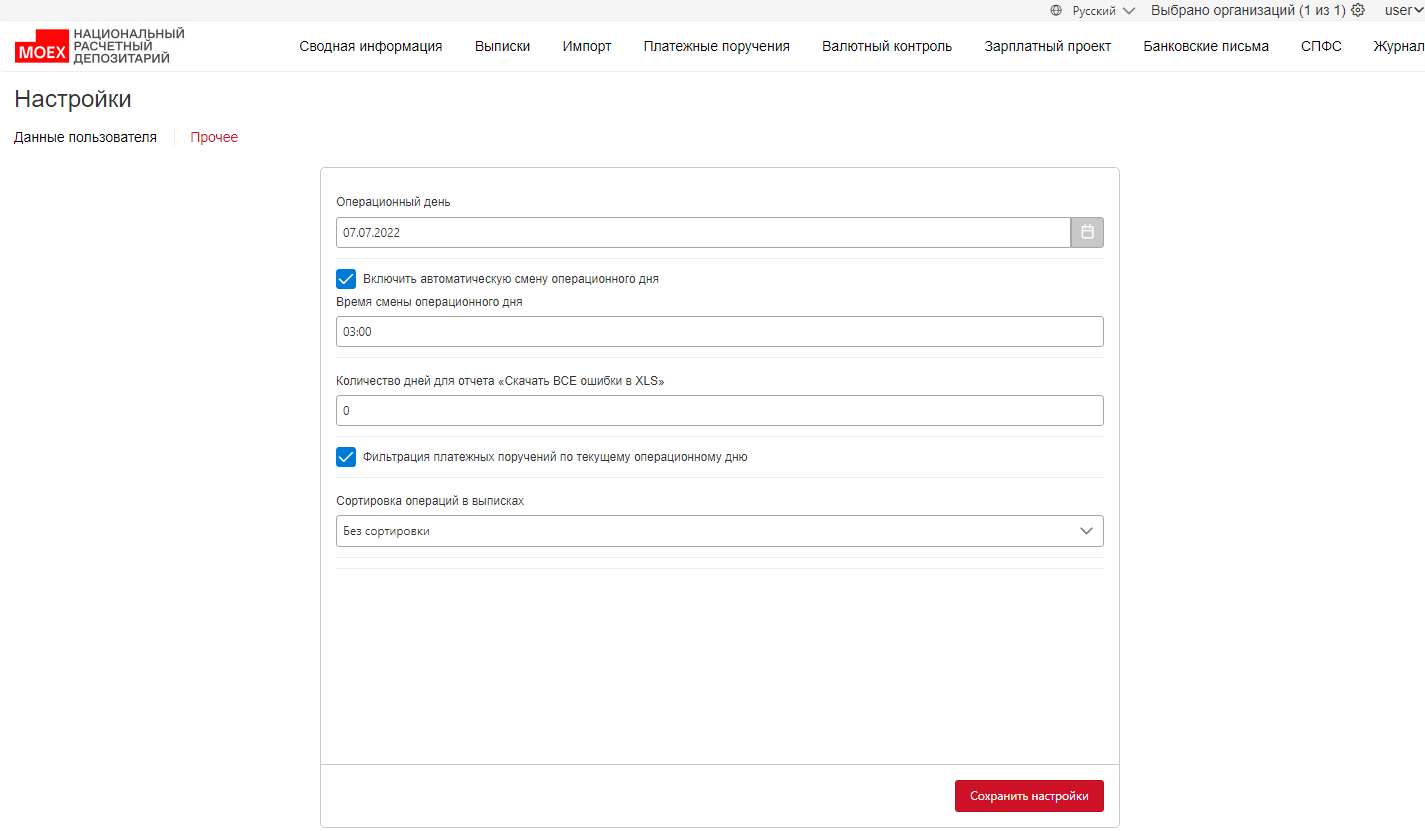 Русский Выбрано организаций (1 из 1) user
MOEX НАЦИОНАЛЬНЫЙ
РАСЧЕТНЫЙ
ДЕПОЗИТАРИЙ
Сводная информация Выписки Импорт Платежные поручения Валютный контроль Зарплатный проект Банковские письма СПФС Журнал
Настройки
Данные пользователя Прочее
Операционный день
07.07.2022
Включить автоматическую смену операционного дня
Время смены операционного дня
03:00
Количество дней для отчета «Скачать ВСЕ ошибки в XLS»
0
Фильтрация платежных поручений по текущему операционному дню
Сортировка операций в выписках
Без сортировки
Сохранить настройки